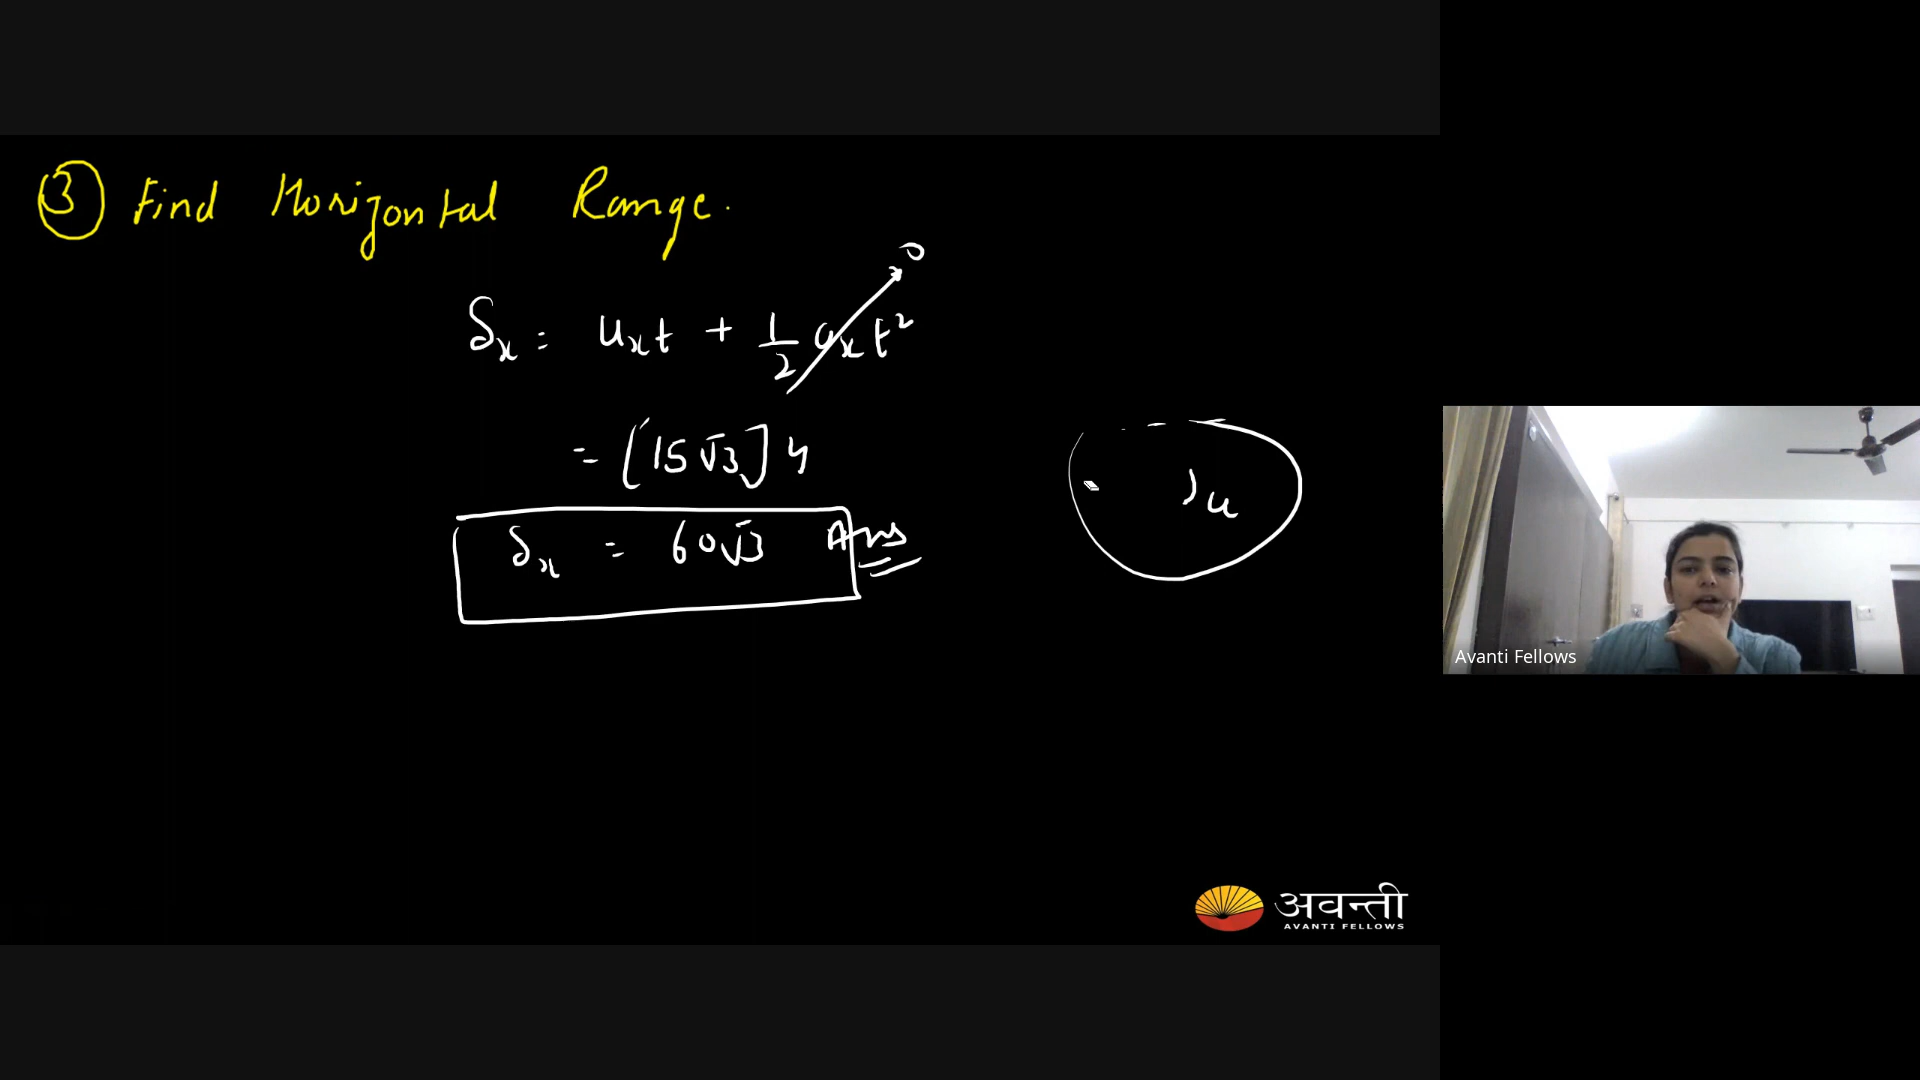 ③ Find Horizontal Range.
0
Sₓ = uₓt + 1/2 aₓt²
= [15√3] 4
Sₓ = 60√3 Ans
Avanti Fellows
अवन्ती
AVANTI FELLOWS